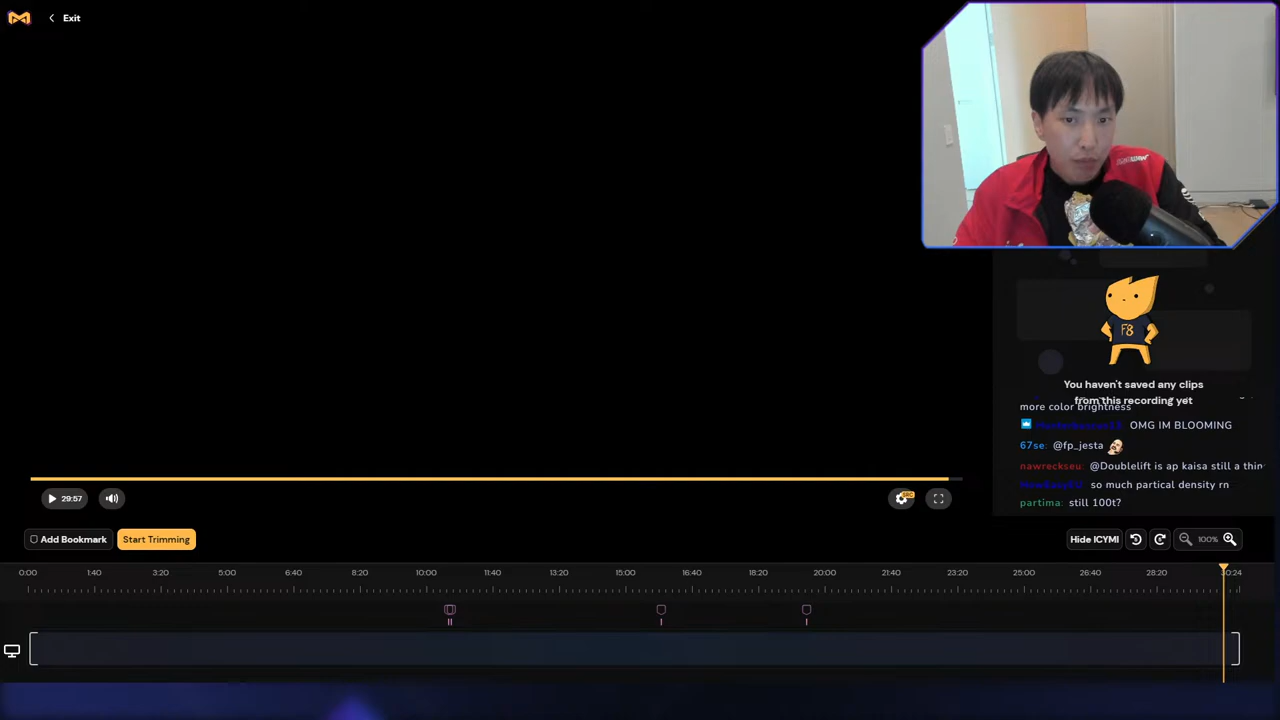 Exit
F8
You haven't saved any clips
from this recording yet
more color brightness
OMG IM BLOOMING
67se: @fp_jesta
nawreckseu: @Doublelift is ap kaisa still a thin
so much partical density rn
partima: still 100t?
29:57
Add Bookmark
Start Trimming
Hide ICYMI
100%
0:00 1:40 3:20 5:00 6:40 8:20 10:00 11:40 13:20 15:00 16:40 18:20 20:00 21:40 23:20 25:00 26:40 28:20 30:24